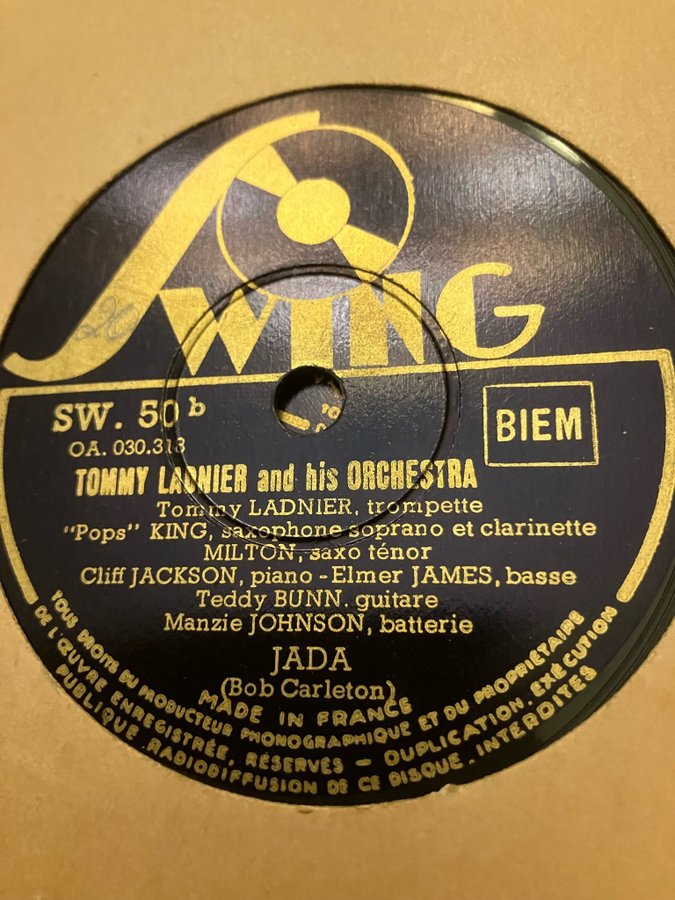 SWING
20
SW. 50 b
BIEM
OA. 030.313
TOMMY LADNIER and his ORCHESTRA
Tommy LADNIER, trompette
"Pops" KING, saxophone soprano et clarinette
MILTON, saxo ténor
Cliff JACKSON, piano - Elmer JAMES, basse
Teddy BUNN. guitare
Manzie JOHNSON, batterie
JADA
(Bob Carleton)
MADE IN FRANCE
TOUS DROITS DU PRODUCTEUR PHONOGRAPHIQUE ET DU PROPRIÉTAIRE
DE L'ŒUVRE ENREGISTRÉE, RÉSERVÉS - DUPLICATION, EXÉCUTION
PUBLIQUE, RADIODIFFUSION DE CE DISQUE, INTERDITES